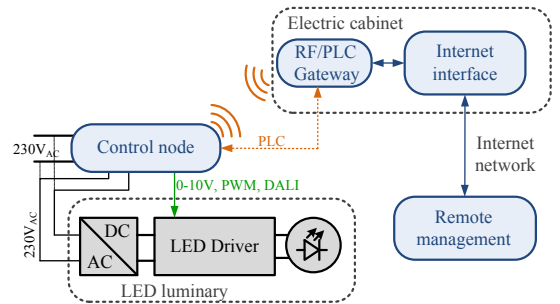 Electric cabinet
RF/PLC
Gateway
Internet
interface
230V_AC
Control node
PLC
Internet
network
0-10V, PWM, DALI
230V_AC
DC
AC
LED Driver
Remote
management
LED luminary